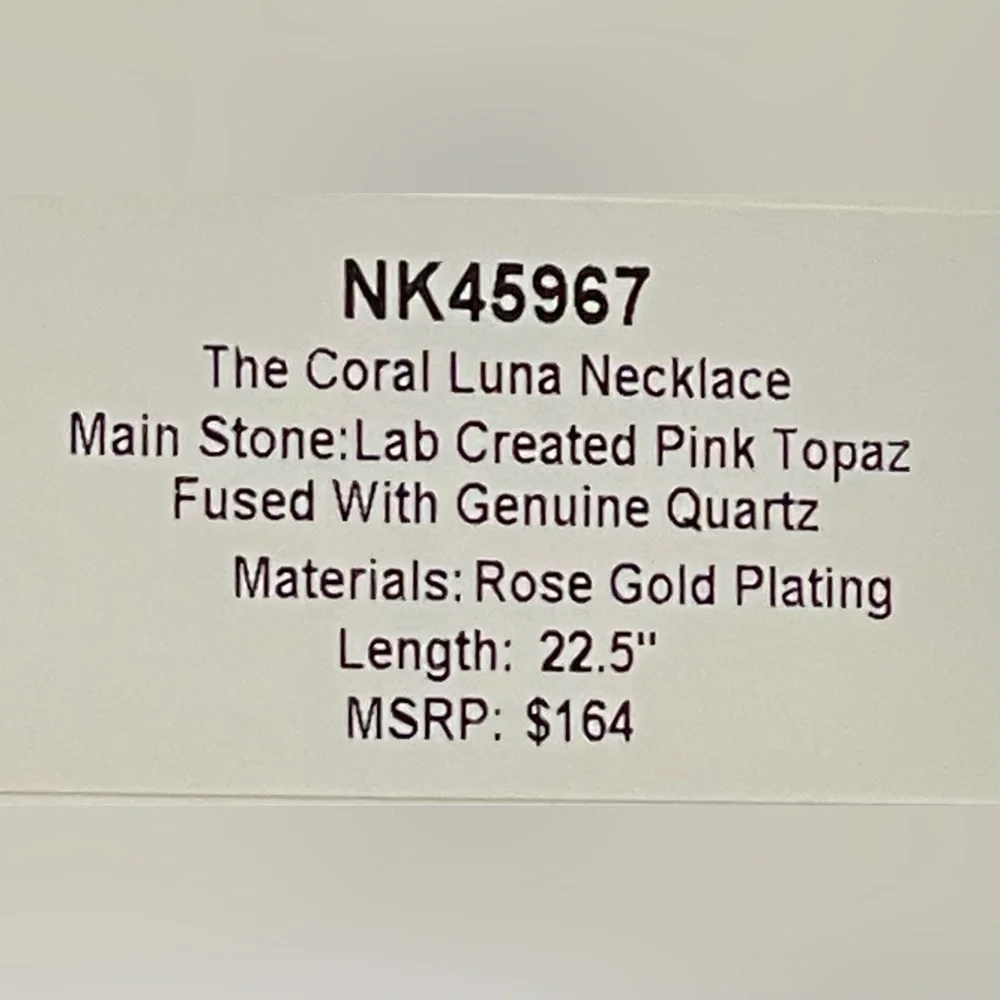 NK45967
The Coral Luna Necklace
Main Stone:Lab Created Pink Topaz
Fused With Genuine Quartz
Materials: Rose Gold Plating
Length: 22.5"
MSRP: $164